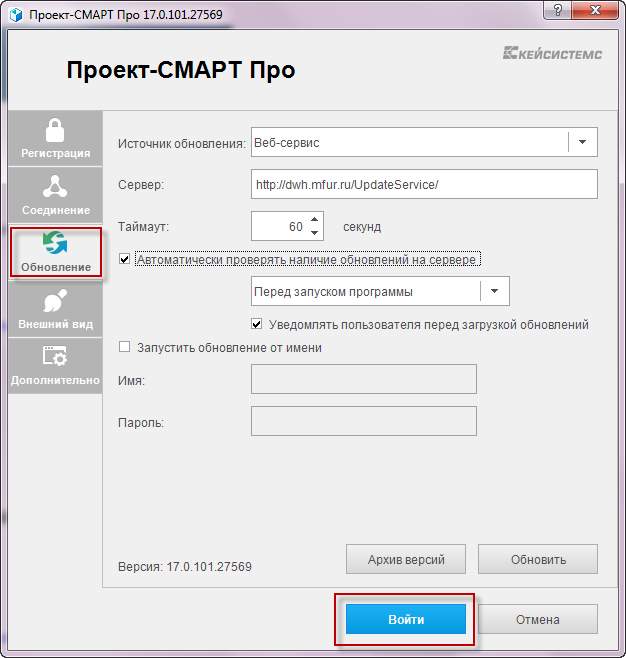 Проект-СМАРТ Про 17.0.101.27569
?
Проект-СМАРТ Про
КЕЙСИСТЕМС
Регистрация
Соединение
Обновление
Внешний вид
Дополнительно
Источник обновления: Веб-сервис
Сервер: http://dwh.mfur.ru/UpdateService/
Таймаут: 60 секунд
Автоматически проверять наличие обновлений на сервере
Перед запуском программы
Уведомлять пользователя перед загрузкой обновлений
Запустить обновление от имени
Имя:
Пароль:
Версия: 17.0.101.27569 Архив версий Обновить
Войти Отмена